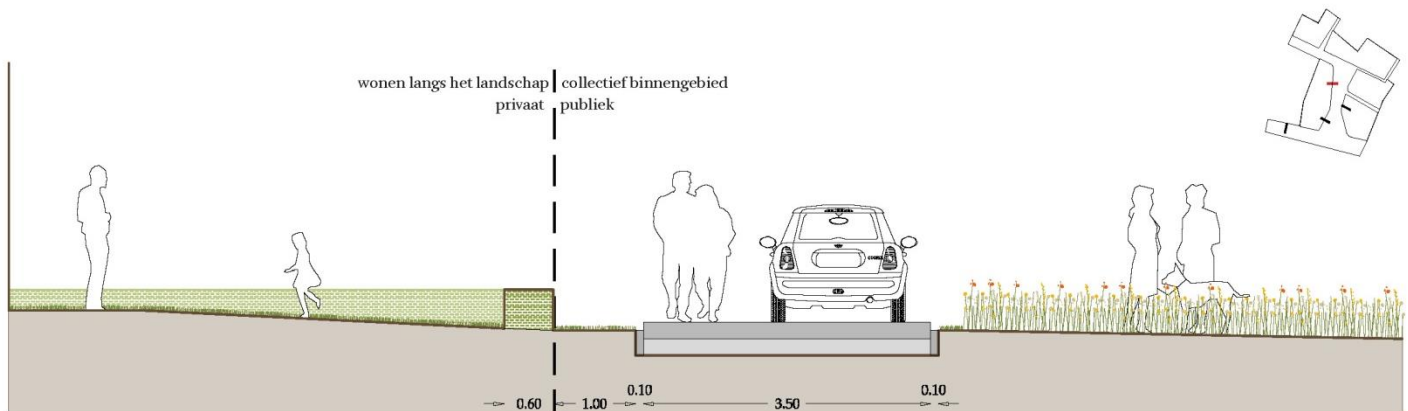 wonen langs het landschap collectief binnengebied
privaat publiek
0.10 0.10
0.60 1.00 3.50